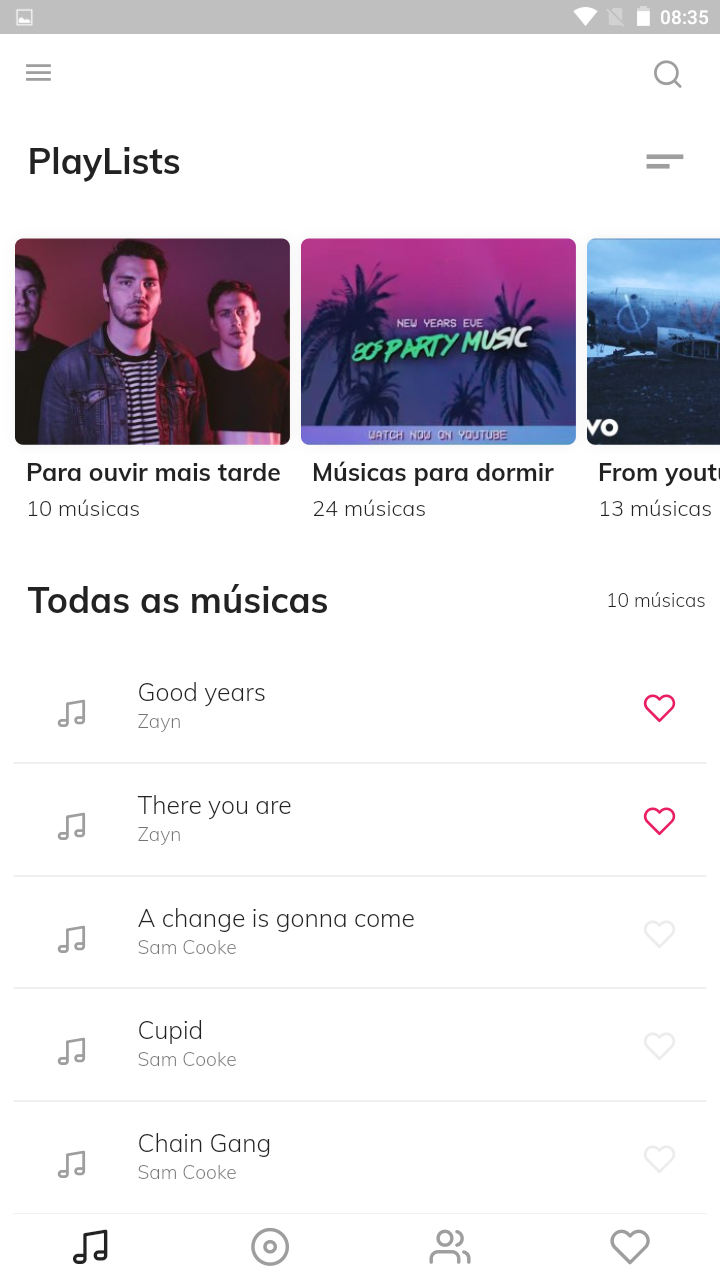 08:35
PlayLists
NEW YEARS EVE
80s PARTY MUSIC
WATCH NOW ON YOUTUBE
VO
Para ouvir mais tarde
10 músicas
Músicas para dormir
24 músicas
From youtu
13 músicas
Todas as músicas
10 músicas
Good years
Zayn
There you are
Zayn
A change is gonna come
Sam Cooke
Cupid
Sam Cooke
Chain Gang
Sam Cooke